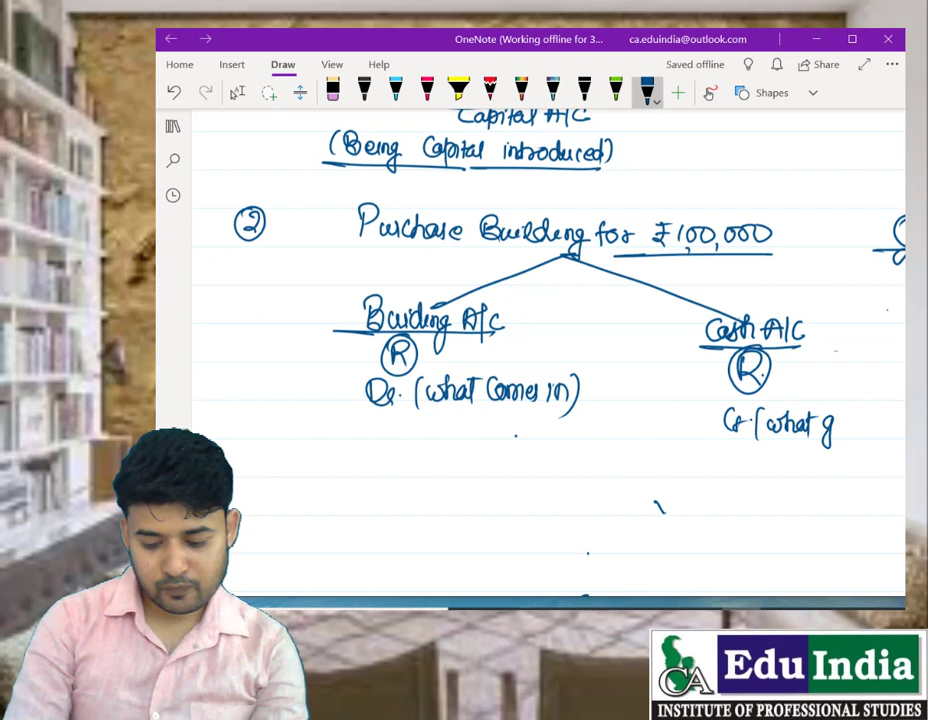 OneNote (Working offline for 3... ca.eduindia@outlook.com
Home Insert Draw View Help Saved offline Share
Shapes
Capital A/C
(Being Capital introduced)
2 Purchase Building for ₹100,000
Building A/c Cash A/C
R R.
Dr. (what Comes in)
Cr. (what g
CA Edu India
INSTITUTE OF PROFESSIONAL STUDIES